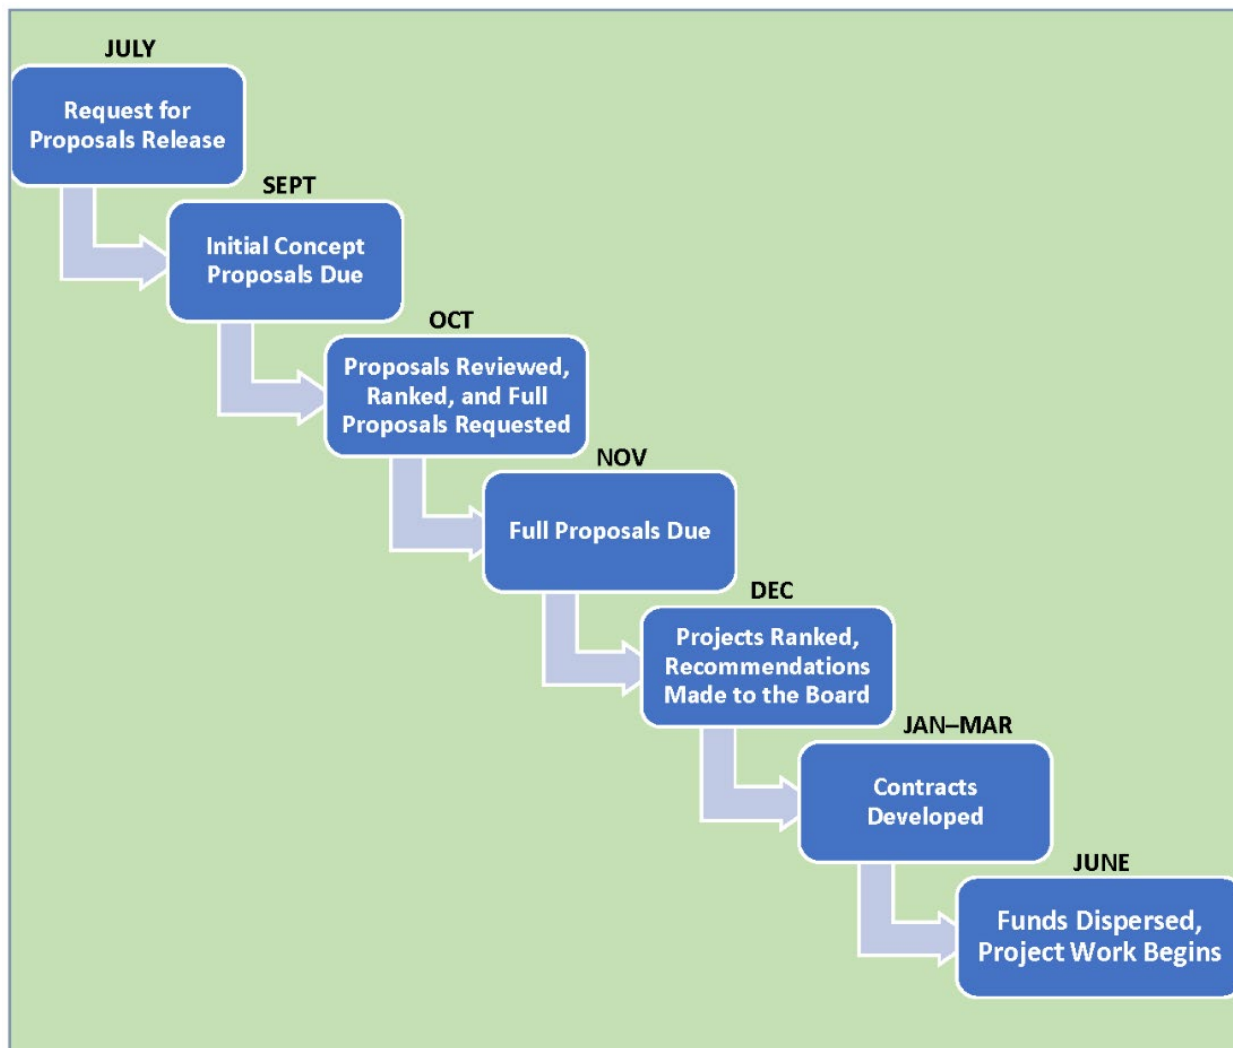 JULY
Request for
Proposals Release
SEPT
Initial Concept
Proposals Due
OCT
Proposals Reviewed,
Ranked, and Full
Proposals Requested
NOV
Full Proposals Due
DEC
Projects Ranked,
Recommendations
Made to the Board
JAN–MAR
Contracts
Developed
JUNE
Funds Dispersed,
Project Work Begins